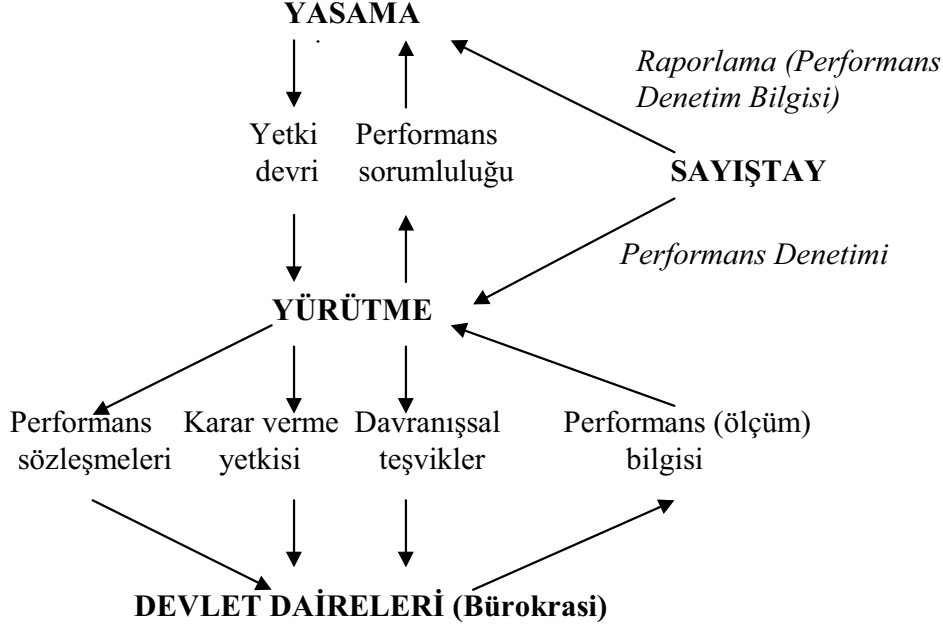 YASAMA
Raporlama (Performans
Denetim Bilgisi)
Yetki
devri
Performans
sorumluluğu
SAYIŞTAY
Performans Denetimi
YÜRÜTME
Performans
sözleşmeleri
Karar verme
yetkisi
Davranışsal
teşvikler
Performans (ölçüm)
bilgisi
DEVLET DAİRELERİ (Bürokrasi)